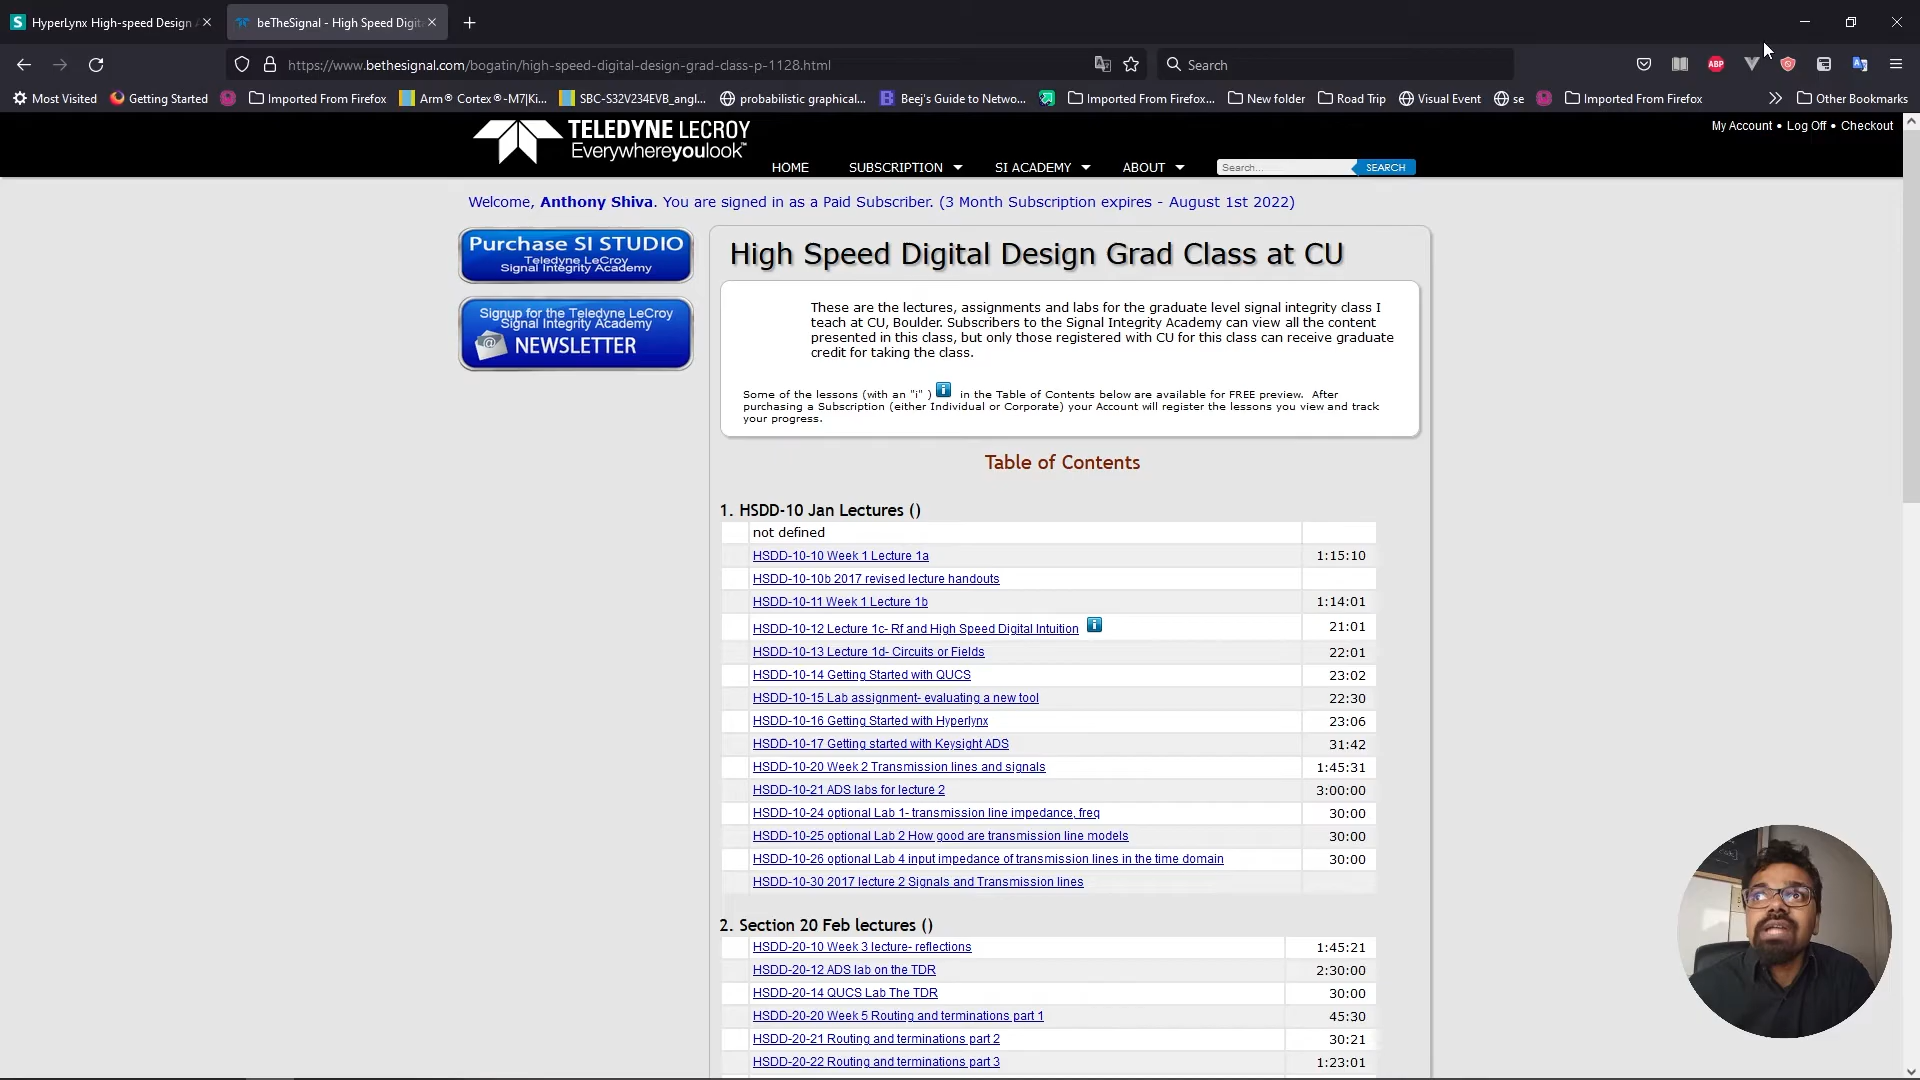 HyperLynx High-speed Design
beTheSignal - High Speed Digit
https://www.bethesignal.com/bogatin/high-speed-digital-design-grad-class-p-1128.html
Search
ABP
Most Visited
Getting Started
Imported From Firefox
Arm® Cortex®-M7|Ki...
SBC-S32V234EVB_angl...
probabilistic graphical...
Beej's Guide to Netwo...
Imported From Firefox...
New folder
Road Trip
Visual Event
se
Imported From Firefox
Other Bookmarks
TELEDYNE LECROY
Everywhereyoulook™
My Account • Log Off • Checkout
HOME
SUBSCRIPTION
SI ACADEMY
ABOUT
Search...
SEARCH
Welcome, Anthony Shiva. You are signed in as a Paid Subscriber. (3 Month Subscription expires - August 1st 2022)
Purchase SI STUDIO
Teledyne LeCroy
Signal Integrity Academy
Signup for the Teledyne LeCroy
Signal Integrity Academy
NEWSLETTER
High Speed Digital Design Grad Class at CU
These are the lectures, assignments and labs for the graduate level signal integrity class I
teach at CU, Boulder. Subscribers to the Signal Integrity Academy can view all the content
presented in this class, but only those registered with CU for this class can receive graduate
credit for taking the class.
Some of the lessons (with an "i" ) i in the Table of Contents below are available for FREE preview. After
purchasing a Subscription (either Individual or Corporate) your Account will register the lessons you view and track
your progress.
Table of Contents
1. HSDD-10 Jan Lectures ()
not defined
HSDD-10-10 Week 1 Lecture 1a 1:15:10
HSDD-10-10b 2017 revised lecture handouts
HSDD-10-11 Week 1 Lecture 1b 1:14:01
HSDD-10-12 Lecture 1c- Rf and High Speed Digital Intuition i 21:01
HSDD-10-13 Lecture 1d- Circuits or Fields 22:01
HSDD-10-14 Getting Started with QUCS 23:02
HSDD-10-15 Lab assignment- evaluating a new tool 22:30
HSDD-10-16 Getting Started with Hyperlynx 23:06
HSDD-10-17 Getting started with Keysight ADS 31:42
HSDD-10-20 Week 2 Transmission lines and signals 1:45:31
HSDD-10-21 ADS labs for lecture 2 3:00:00
HSDD-10-24 optional Lab 1- transmission line impedance, freq 30:00
HSDD-10-25 optional Lab 2 How good are transmission line models 30:00
HSDD-10-26 optional Lab 4 input impedance of transmission lines in the time domain 30:00
HSDD-10-30 2017 lecture 2 Signals and Transmission lines
2. Section 20 Feb lectures ()
HSDD-20-10 Week 3 lecture- reflections 1:45:21
HSDD-20-12 ADS lab on the TDR 2:30:00
HSDD-20-14 QUCS Lab The TDR 30:00
HSDD-20-20 Week 5 Routing and terminations part 1 45:30
HSDD-20-21 Routing and terminations part 2 30:21
HSDD-20-22 Routing and terminations part 3 1:23:01